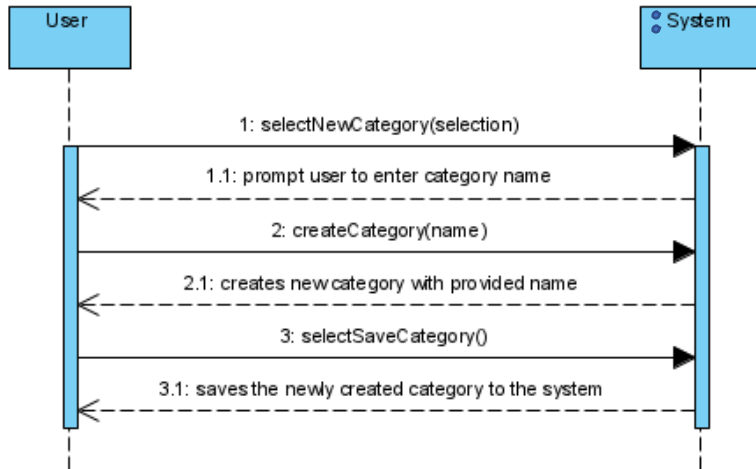 User
System
1: selectNewCategory(selection)
1.1: prompt user to enter category name
2: createCategory(name)
2.1: creates new category with provided name
3: selectSaveCategory()
3.1: saves the newly created category to the system